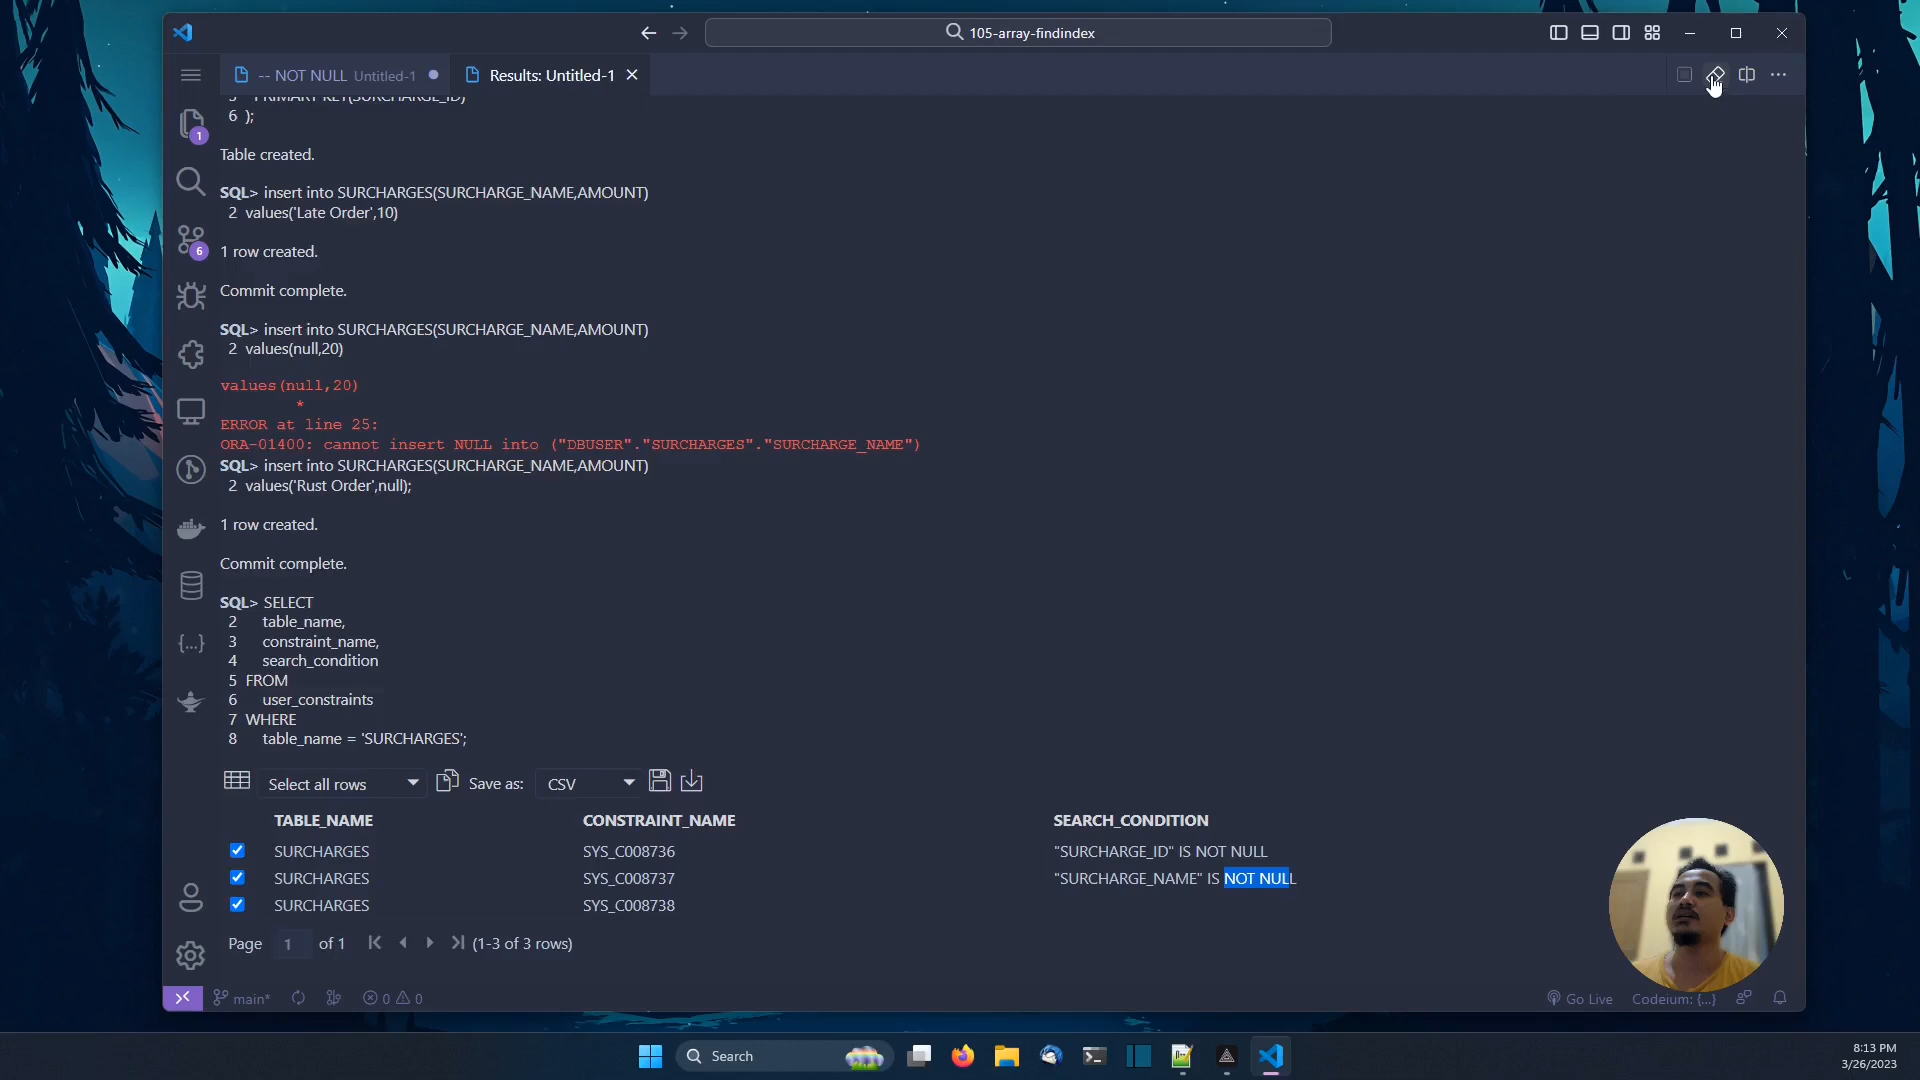 105-array-findindex
-- NOT NULL Untitled-1
Results: Untitled-1
5 PRIMARY KEY(SURCHARGE_ID)
6 );
Table created.
SQL> insert into SURCHARGES(SURCHARGE_NAME,AMOUNT)
2 values('Late Order',10)
1 row created.
Commit complete.
SQL> insert into SURCHARGES(SURCHARGE_NAME,AMOUNT)
2 values(null,20)
values(null,20)
*
ERROR at line 25:
ORA-01400: cannot insert NULL into ("DBUSER"."SURCHARGES"."SURCHARGE_NAME")
SQL> insert into SURCHARGES(SURCHARGE_NAME,AMOUNT)
2 values('Rust Order',null);
1 row created.
Commit complete.
SQL> SELECT
2 table_name,
3 constraint_name,
4 search_condition
5 FROM
6 user_constraints
7 WHERE
8 table_name = 'SURCHARGES';
Select all rows
Save as:
CSV
TABLE_NAME CONSTRAINT_NAME SEARCH_CONDITION
SURCHARGES SYS_C008736 "SURCHARGE_ID" IS NOT NULL
SURCHARGES SYS_C008737 "SURCHARGE_NAME" IS NOT NULL
SURCHARGES SYS_C008738
Page 1 of 1 (1-3 of 3 rows)
1
6
main*
0 0
Go Live
Codeium: {...}
Search
8:13 PM
3/26/2023